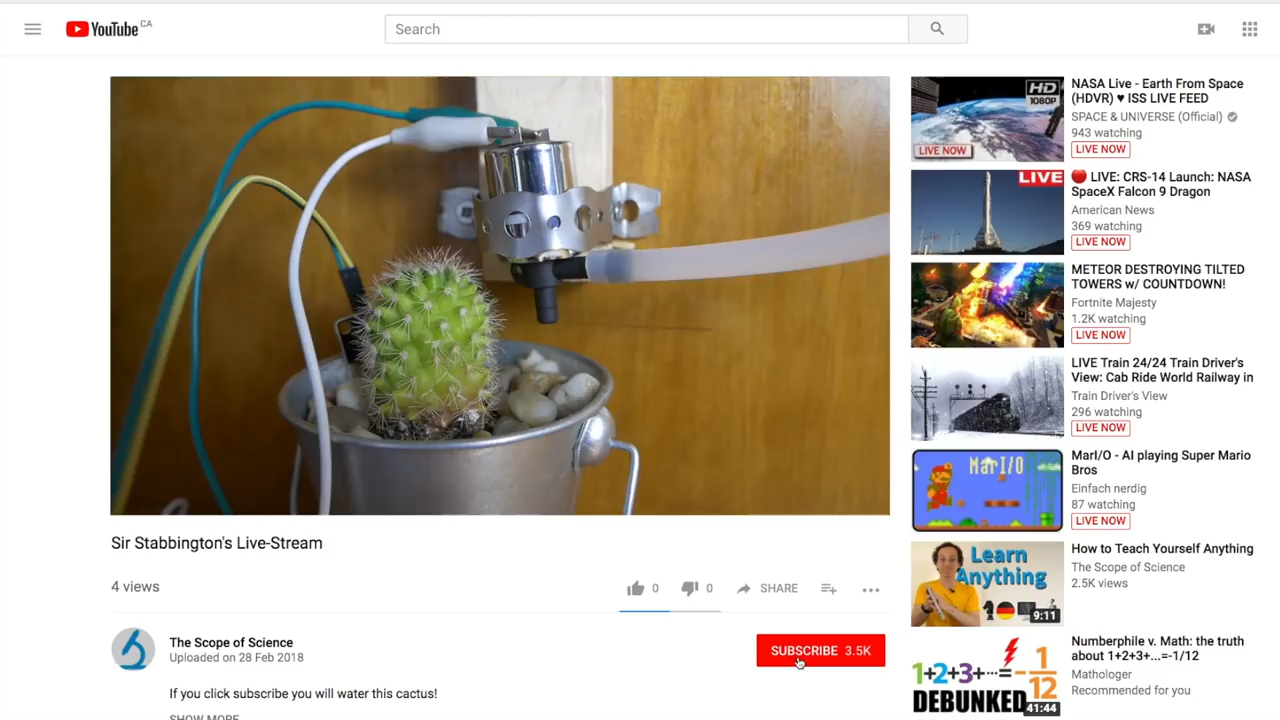 YouTube CA
Search
Sir Stabbington's Live-Stream
4 views
0
0
SHARE
The Scope of Science
Uploaded on 28 Feb 2018
SUBSCRIBE 3.5K
If you click subscribe you will water this cactus!
SHOW MORE
HD
1080P
LIVE NOW
NASA Live - Earth From Space
(HDVR) ♥ ISS LIVE FEED
SPACE & UNIVERSE (Official)
943 watching
LIVE NOW
LIVE
LIVE: CRS-14 Launch: NASA
SpaceX Falcon 9 Dragon
American News
369 watching
LIVE NOW
METEOR DESTROYING TILTED
TOWERS w/ COUNTDOWN!
Fortnite Majesty
1.2K watching
LIVE NOW
LIVE Train 24/24 Train Driver's
View: Cab Ride World Railway in
Train Driver's View
296 watching
LIVE NOW
MarI/O
MarI/O - AI playing Super Mario
Bros
Einfach nerdig
87 watching
LIVE NOW
Learn
Anything
9:11
How to Teach Yourself Anything
The Scope of Science
2.5K views
1+2+3+...=-1/12
DEBUNKED
41:44
Numberphile v. Math: the truth
about 1+2+3+...=-1/12
Mathologer
Recommended for you